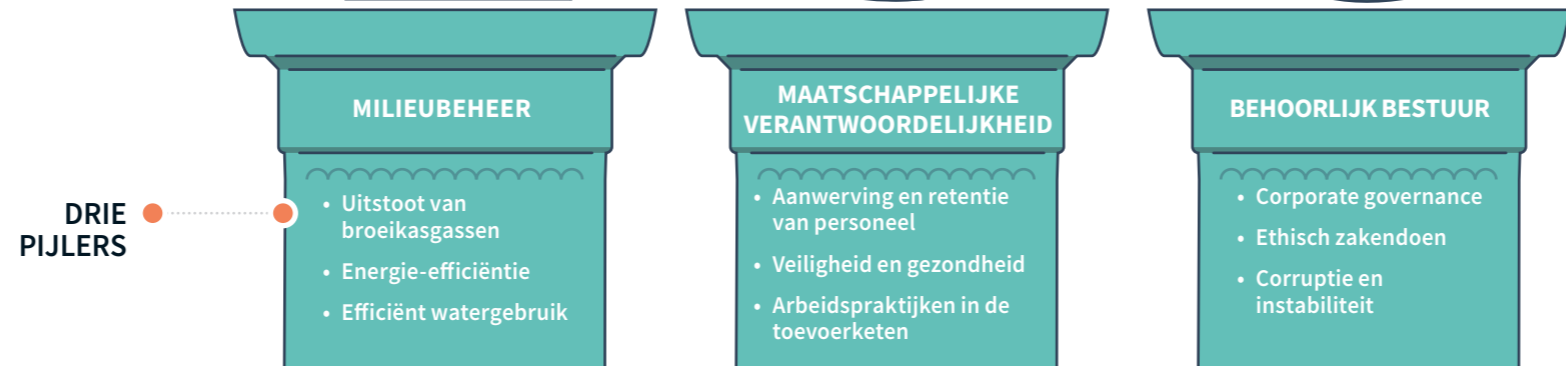 DRIE
PIJLERS
MILIEUBEHEER
• Uitstoot van
broeikasgassen
• Energie-efficiëntie
• Efficiënt watergebruik
MAATSCHAPPELIJKE
VERANTWOORDELIJKHEID
• Aanwerving en retentie
van personeel
• Veiligheid en gezondheid
• Arbeidspraktijken in de
toevoerketen
BEHOORLIJK BESTUUR
• Corporate governance
• Ethisch zakendoen
• Corruptie en
instabiliteit